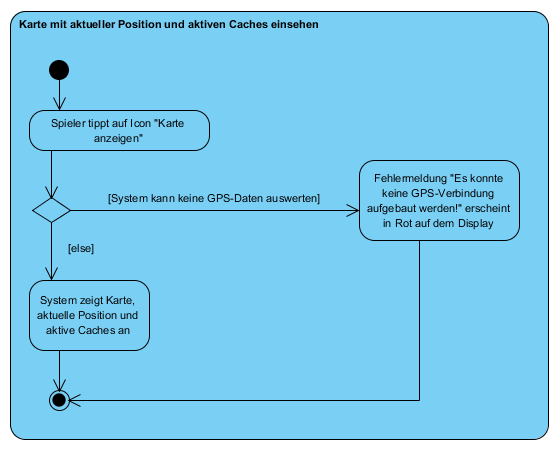 Karte mit aktueller Position und aktiven Caches einsehen
Spieler tippt auf Icon "Karte
anzeigen"
[System kann keine GPS-Daten auswerten]
Fehlermeldung "Es konnte
keine GPS-Verbindung
aufgebaut werden!" erscheint
in Rot auf dem Display
[else]
System zeigt Karte,
aktuelle Position und
aktive Caches an